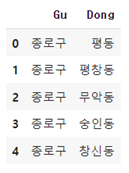 Gu Dong
0 종로구 평동
1 종로구 평창동
2 종로구 무악동
3 종로구 숭인동
4 종로구 창신동